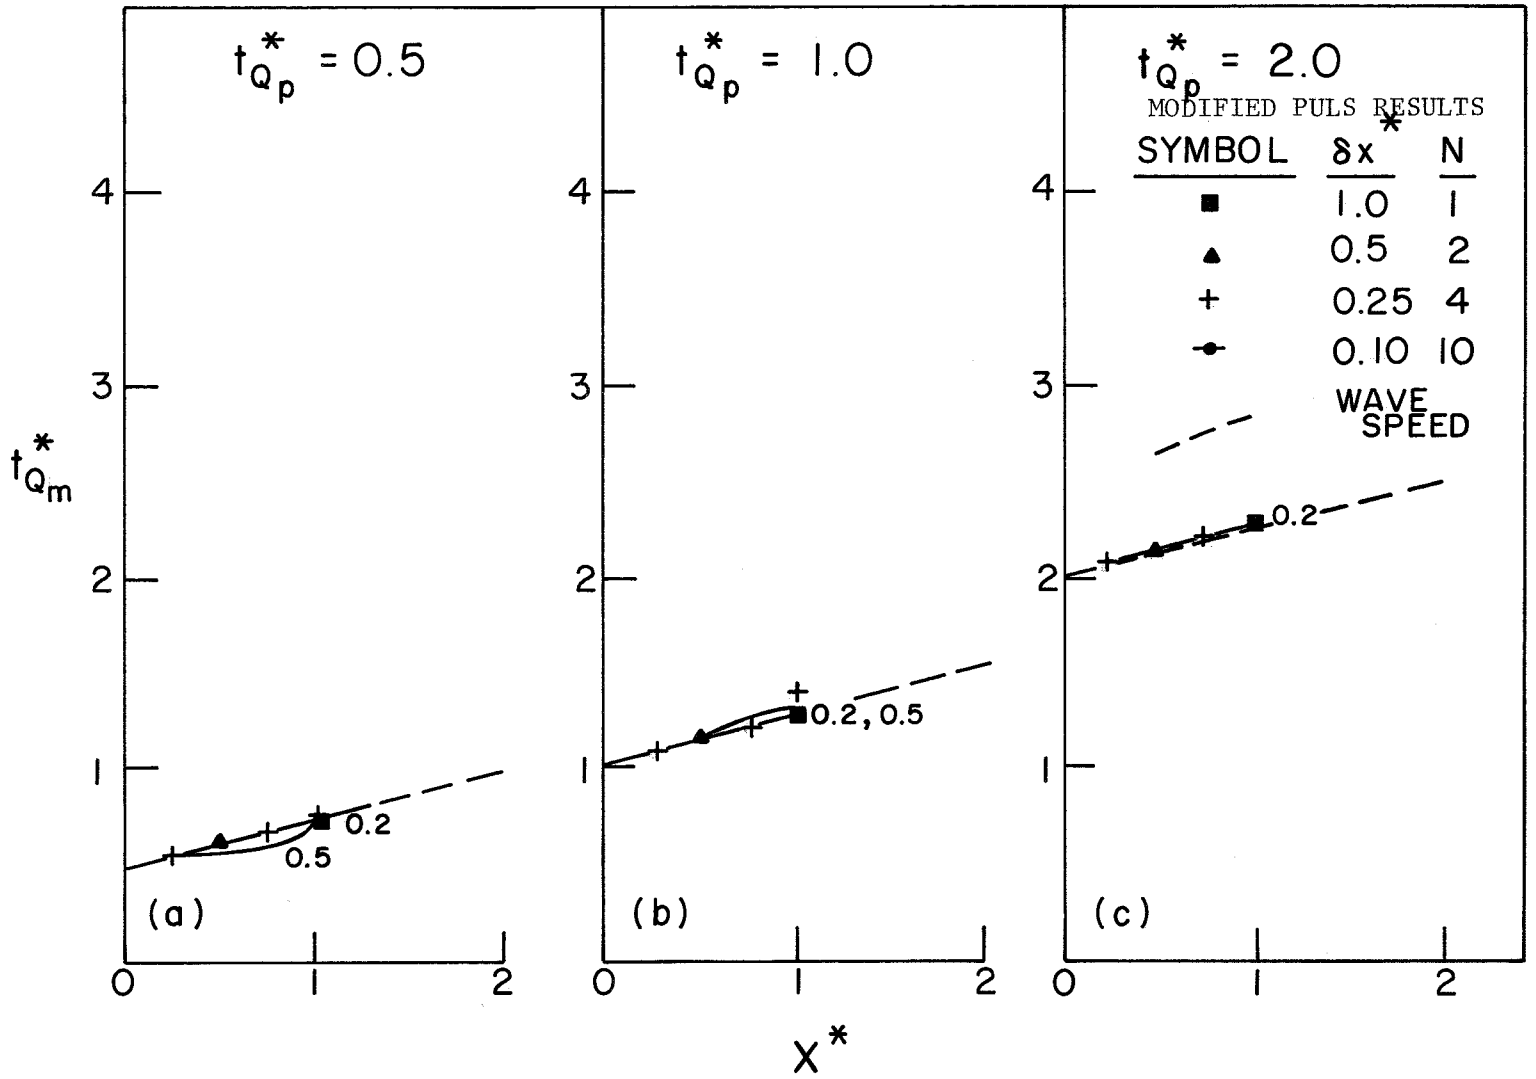 t*Qp = 0.5
t*Qp = 1.0
t*Qp = 2.0
MODIFIED PULS RESULTS
SYMBOL δx* N
■ 1.0 1
▲ 0.5 2
+ 0.25 4
0.10 10
WAVE
SPEED
4
3
2
1
t*Qm
0.2
0.5
(a)
0 1 2
4
3
2
1
0.2, 0.5
(b)
0 1 2
4
3
2
1
0.2
(c)
0 1 2
X*